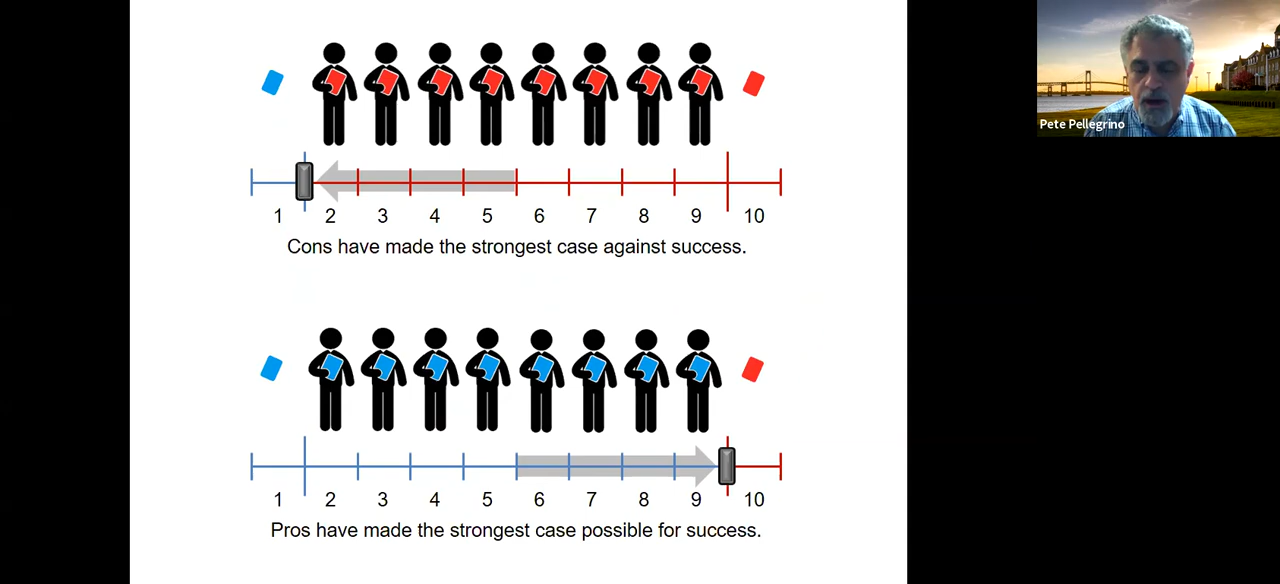 Pete Pellegrino
1 2 3 4 5 6 7 8 9 10
Cons have made the strongest case against success.
1 2 3 4 5 6 7 8 9 10
Pros have made the strongest case possible for success.